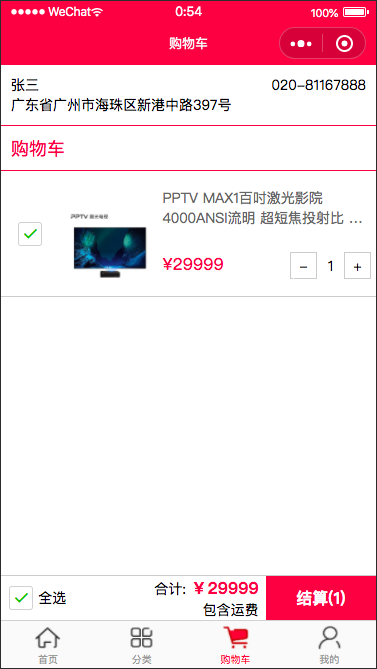 WeChat 0:54 100%
购物车
张三 020-81167888
广东省广州市海珠区新港中路397号
购物车
PPTV MAX1百吋激光影院
4000ANSI流明 超短焦投射比 ...
PPTV 激光电视
¥29999 − 1 +
全选 合计: ¥ 29999 结算(1)
包含运费
首页 分类 购物车 我的